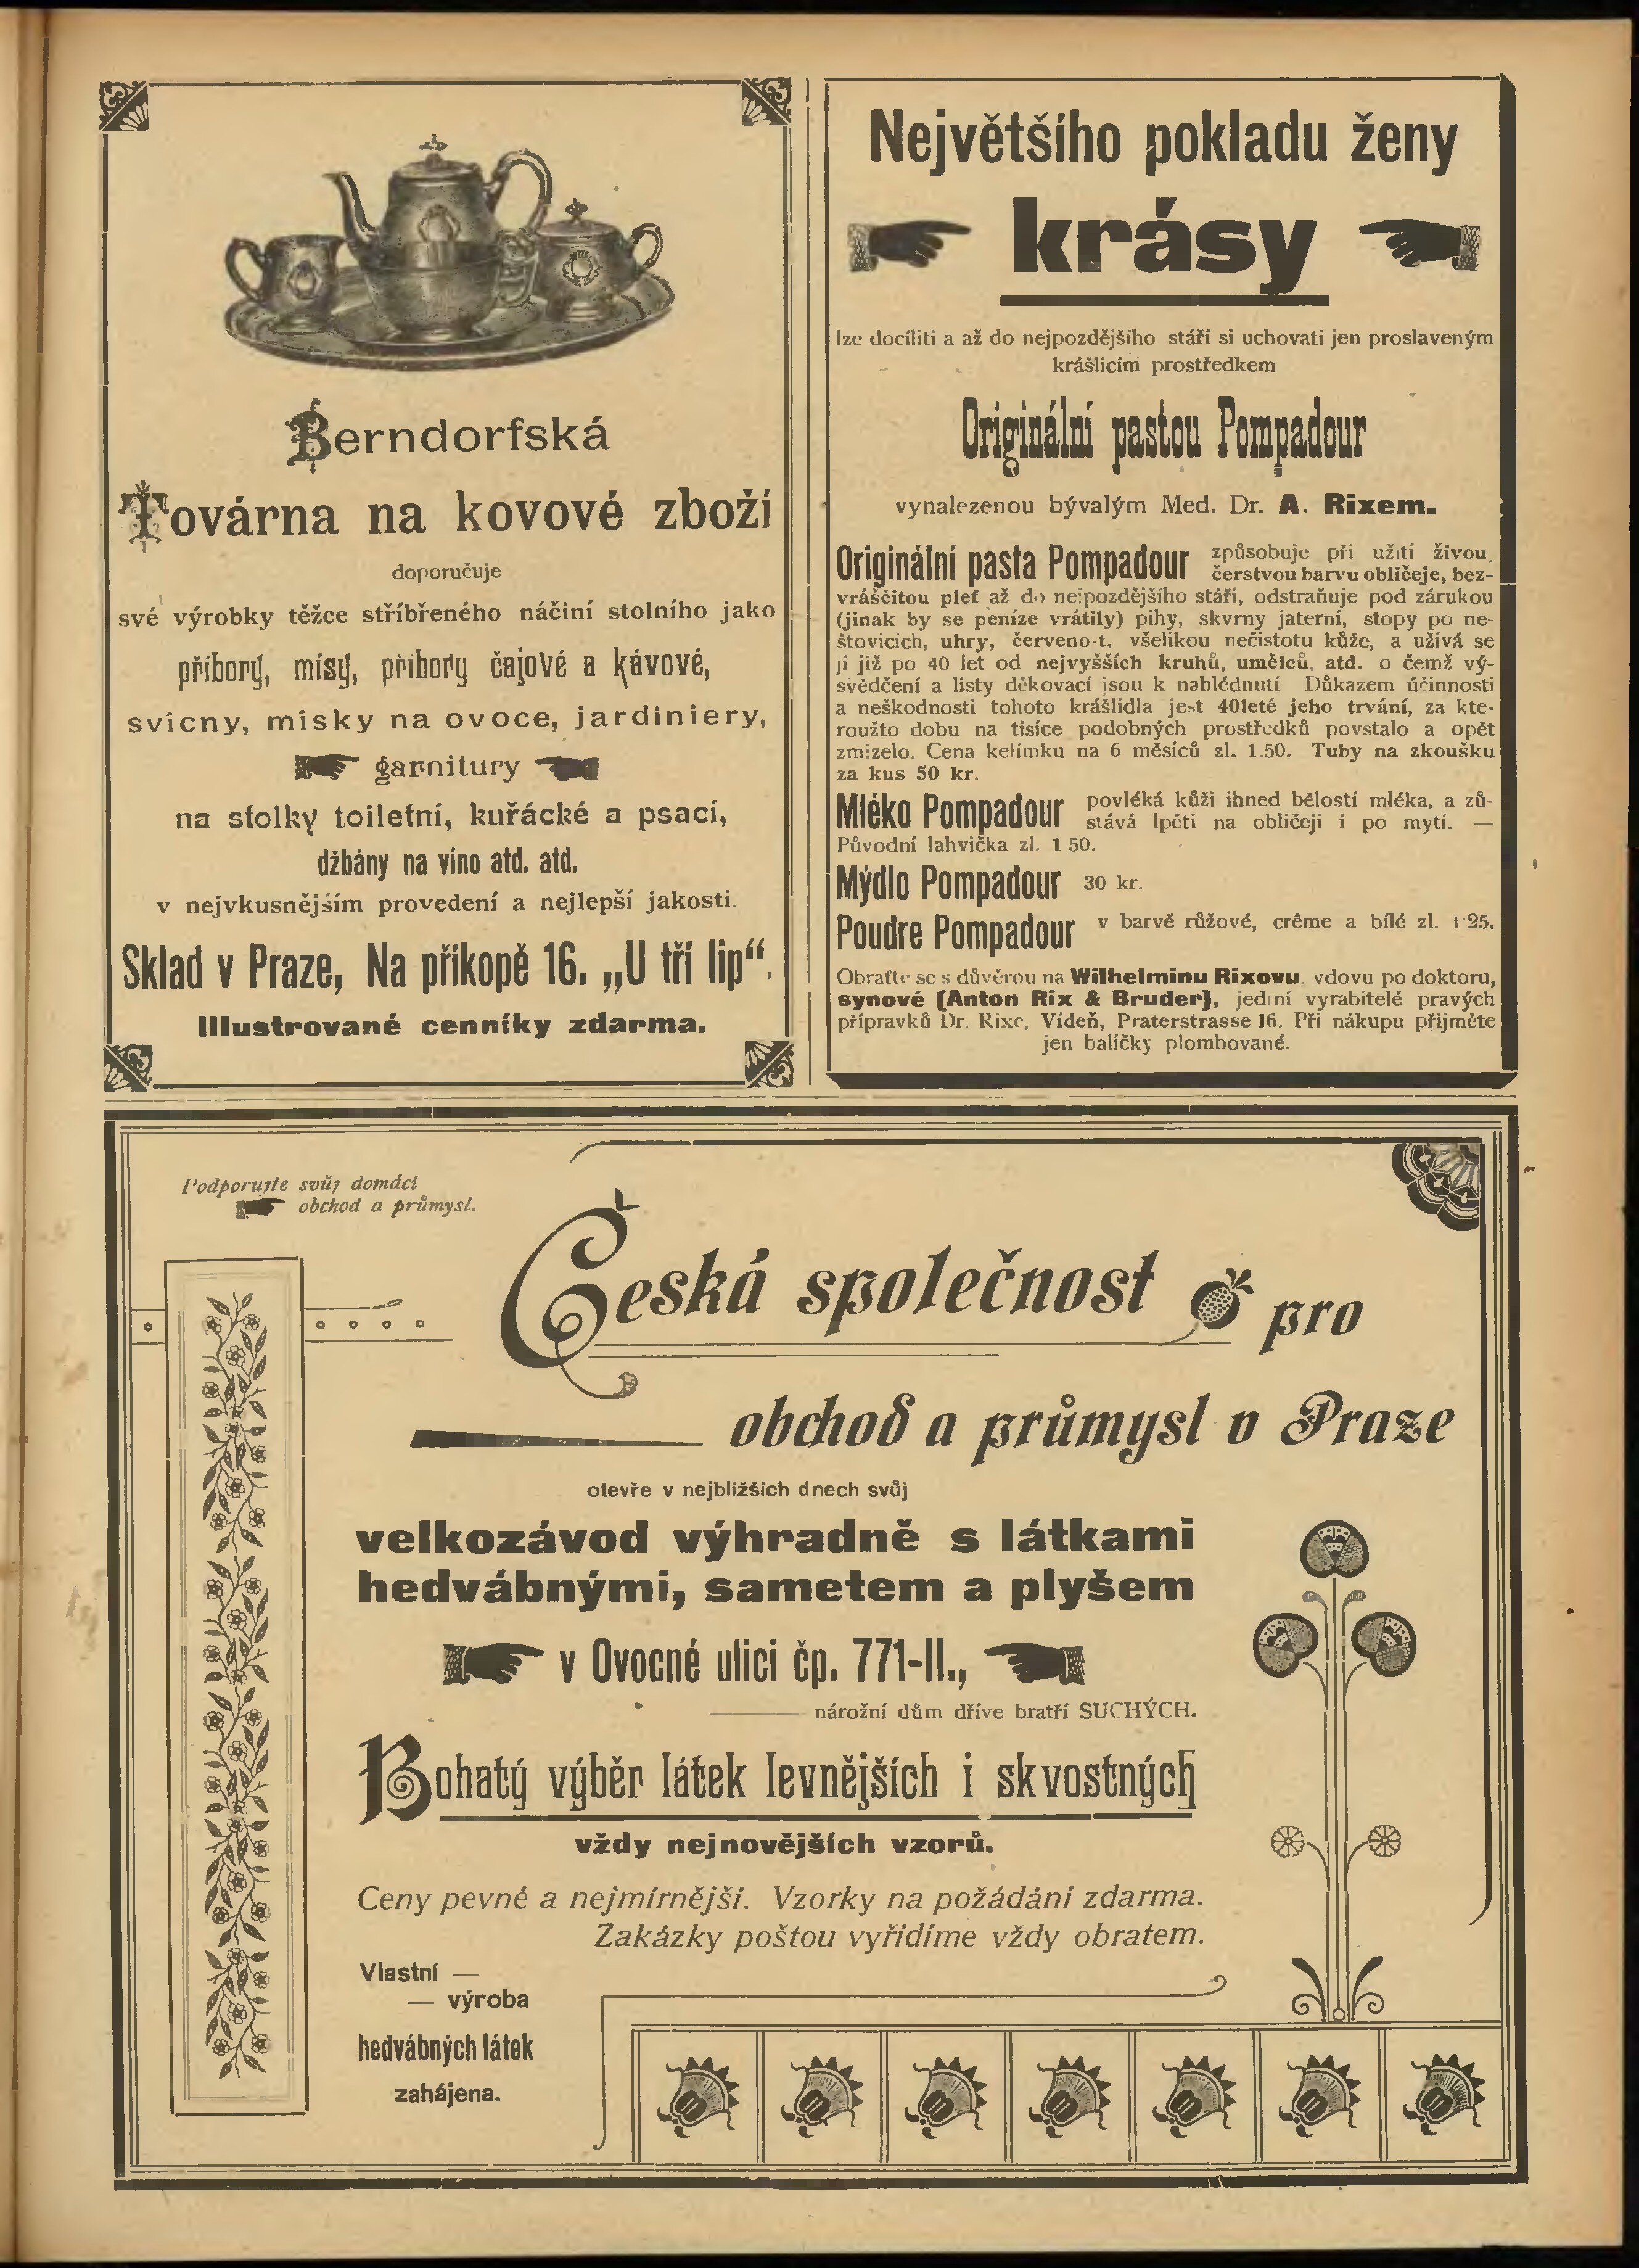 Berndorfská
Továrna na kovové zboží
doporučuje
své výrobky těžce stříbřeného náčiní stolního jako
příbory, mísy, příbory čajové a kávové,
svícny, misky na ovoce, jardiniery,
garnitury
na stolky toiletní, kuřácké a psací,
džbány na víno atd. atd.
v nejvkusnějším provedení a nejlepší jakosti.
Sklad v Praze, Na příkopě 16. „U tří lip“.
Illustrované cenníky zdarma.
Největšího pokladu ženy
krásy
lze docíliti a až do nejpozdějšího stáří si uchovati jen proslaveným
krášlicím prostředkem
Originální pastou Pompadour
vynalezenou bývalým Med. Dr. A. Rixem.
Originální pasta Pompadour způsobuje při užití živou,
čerstvou barvu obličeje, bez-
vráščitou pleť až do nejpozdějšího stáří, odstraňuje pod zárukou
(jinak by se peníze vrátily) pihy, skvrny jaterní, stopy po ne-
štovicích, uhry, červenost, všelikou nečistotu kůže, a užívá se
jí již po 40 let od nejvyšších kruhů, umělců, atd. o čemž vý-
svědčení a listy děkovací jsou k nahlédnutí Důkazem účinnosti
a neškodnosti tohoto krášlidla jest 40leté jeho trvání, za kte-
roužto dobu na tisíce podobných prostředků povstalo a opět
zmizelo. Cena kelímku na 6 měsíců zl. 1.50. Tuby na zkoušku
za kus 50 kr.
Mléko Pompadour povléká kůži ihned bělostí mléka, a zů-
stává lpěti na obličeji i po mytí. —
Původní lahvička zl. 1 50.
Mýdlo Pompadour 30 kr.
Poudre Pompadour v barvě růžové, crême a bílé zl. 1·25.
Obraťte se s důvěrou na Wilhelminu Rixovu, vdovu po doktoru,
synové (Anton Rix & Bruder), jediní vyrabitelé pravých
přípravků Dr. Rixe, Vídeň, Praterstrasse 16. Při nákupu přijměte
jen balíčky plombované.
Podporujte svůj domácí
obchod a průmysl.
Česká společnost pro
obchod a průmysl v Praze
otevře v nejbližších dnech svůj
velkozávod výhradně s látkami
hedvábnými, sametem a plyšem
v Ovocné ulici čp. 771-II.,
nárožní dům dříve bratří SUCHÝCH.
Bohatý výběr látek levnějších i skvostných
vždy nejnovějších vzorů.
Ceny pevné a nejmírnější. Vzorky na požádání zdarma.
Zakázky poštou vyřídíme vždy obratem.
Vlastní —
— výroba
hedvábných látek
zahájena.